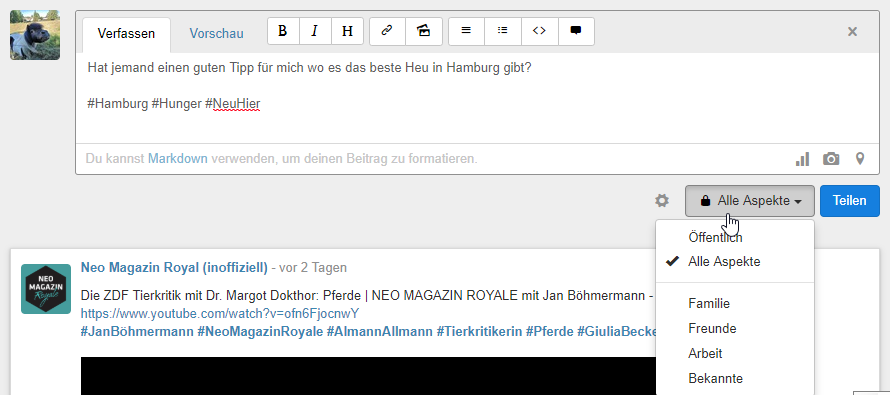 Verfassen Vorschau B I H
Hat jemand einen guten Tipp für mich wo es das beste Heu in Hamburg gibt?
#Hamburg #Hunger #NeuHier
Du kannst Markdown verwenden, um deinen Beitrag zu formatieren.
Alle Aspekte Teilen
Öffentlich
Alle Aspekte
Familie
Freunde
Arbeit
Bekannte
NEO
MAGAZIN
Royale
Neo Magazin Royal (inoffiziell) - vor 2 Tagen
Die ZDF Tierkritik mit Dr. Margot Dokthor: Pferde | NEO MAGAZIN ROYALE mit Jan Böhmermann -
https://www.youtube.com/watch?v=ofn6FjocnwY
#JanBöhmermann #NeoMagazinRoyale #AlmannAllmann #Tierkritikerin #Pferde #GiuliaBecke